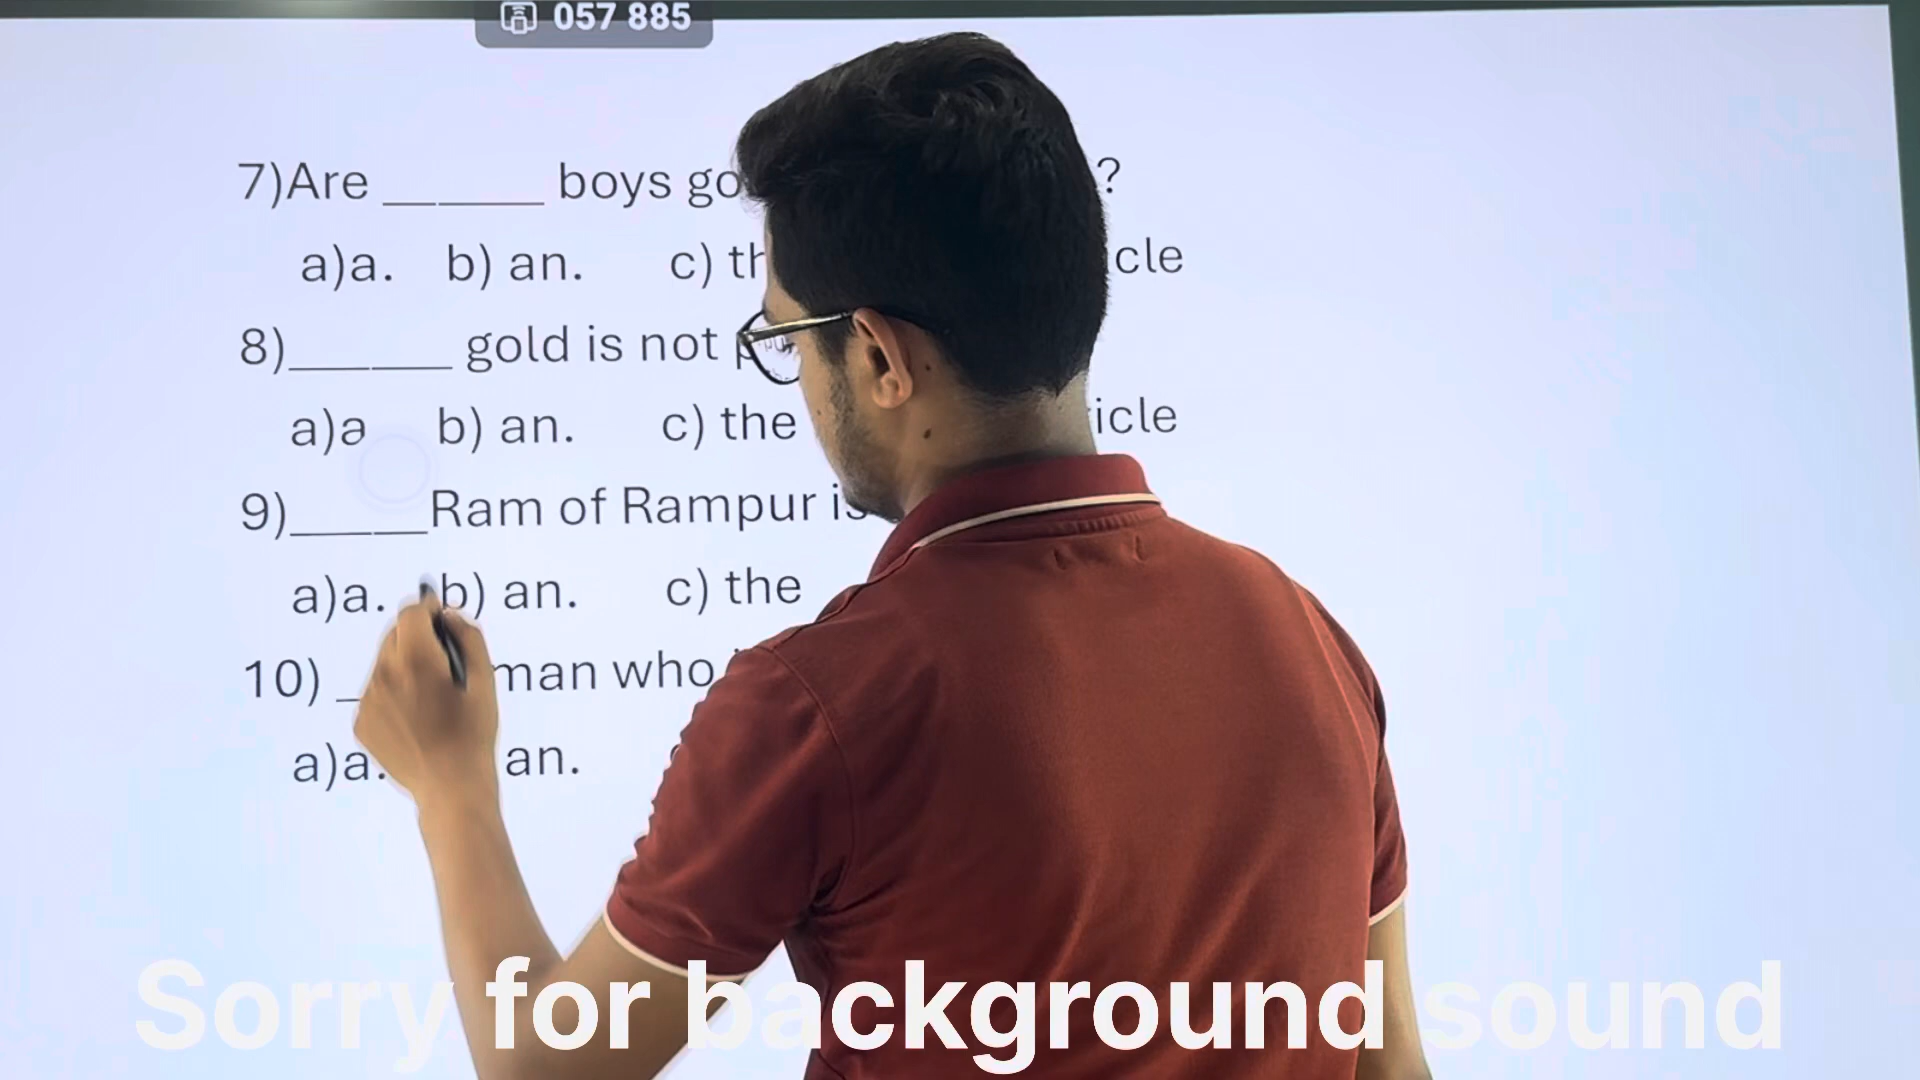 057 885
7)Are ______ boys go ?
a)a. b) an. c) th cle
8)______ gold is not
a)a b) an. c) the icle
9)_____Ram of Rampur is
a)a. b) an. c) the
10) _ man who
a)a. an.
Sorry for background sound